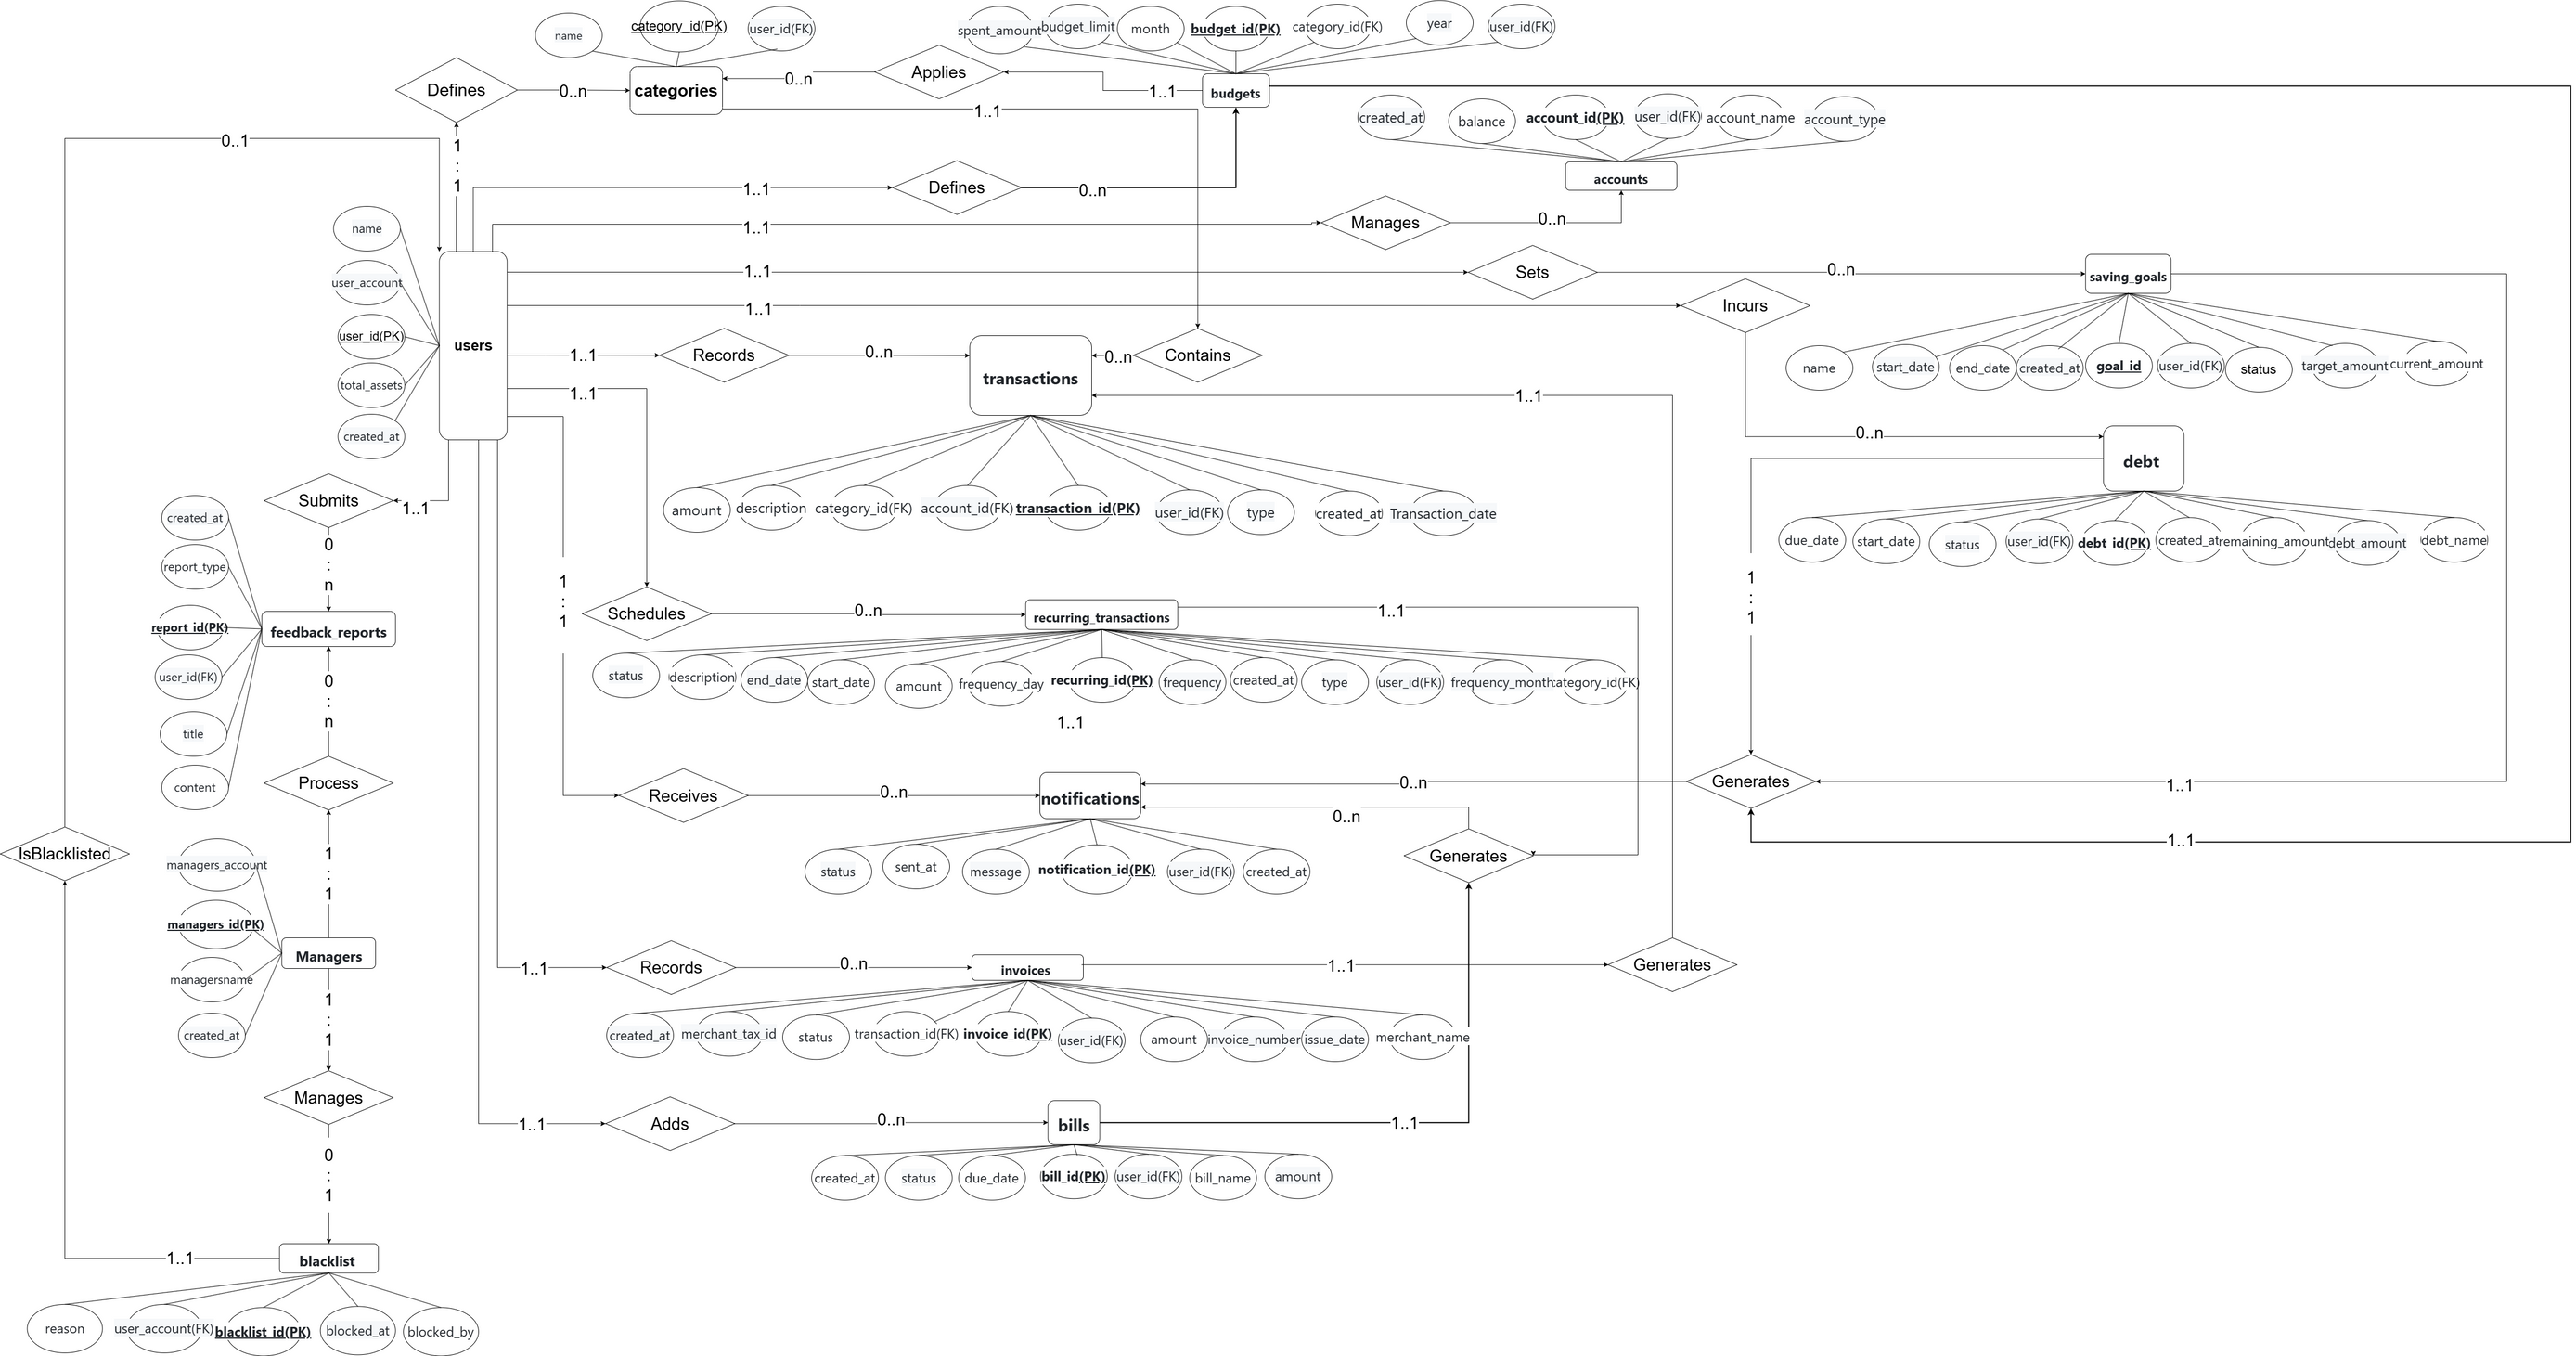 name
category_id(PK)
user_id(FK)
spent_amount
budget_limit
month
budget_id(PK)
category_id(FK)
year
user_id(FK)
Defines
0..n
categories
0..n
Applies
1..1
budgets
1..1
created_at
balance
account_id(PK)
user_id(FK)
account_name
account_type
0..1
1
:
1
1..1
Defines
0..n
accounts
1..1
Manages
0..n
name
user_account
user_id(PK)
total_assets
created_at
users
1..1
Sets
0..n
saving_goals
1..1
Incurs
1..1
Records
0..n
transactions
0..n
Contains
name
start_date
end_date
created_at
goal_id
user_id(FK)
status
target_amount
current_amount
1..1
1..1
0..n
debt
Submits
1..1
amount
description
category_id(FK)
account_id(FK)
transaction_id(PK)
user_id(FK)
type
created_at
Transaction_date
due_date
start_date
status
user_id(FK)
debt_id(PK)
created_at
remaining_amount
debt_amount
debt_name
0
:
n
created_at
report_type
report_id(PK)
user_id(FK)
title
content
feedback_reports
1
:
1
1
:
1
Schedules
0..n
recurring_transactions
1..1
status
description
end_date
start_date
amount
frequency_day
recurring_id(PK)
frequency
created_at
type
user_id(FK)
frequency_month
category_id(FK)
1..1
0
:
n
Process
Receives
0..n
notifications
0..n
Generates
1..1
0..n
1..1
IsBlacklisted
1
:
1
Generates
status
sent_at
message
notification_id(PK)
user_id(FK)
created_at
managers_account
managers_id(PK)
managersname
created_at
Managers
1..1
Records
0..n
invoices
1..1
Generates
1
:
1
created_at
merchant_tax_id
status
transaction_id(FK)
invoice_id(PK)
user_id(FK)
amount
invoice_number
issue_date
merchant_name
Manages
1..1
Adds
0..n
bills
1..1
0
:
1
created_at
status
due_date
bill_id(PK)
user_id(FK)
bill_name
amount
1..1
blacklist
reason
user_account(FK)
blacklist_id(PK)
blocked_at
blocked_by